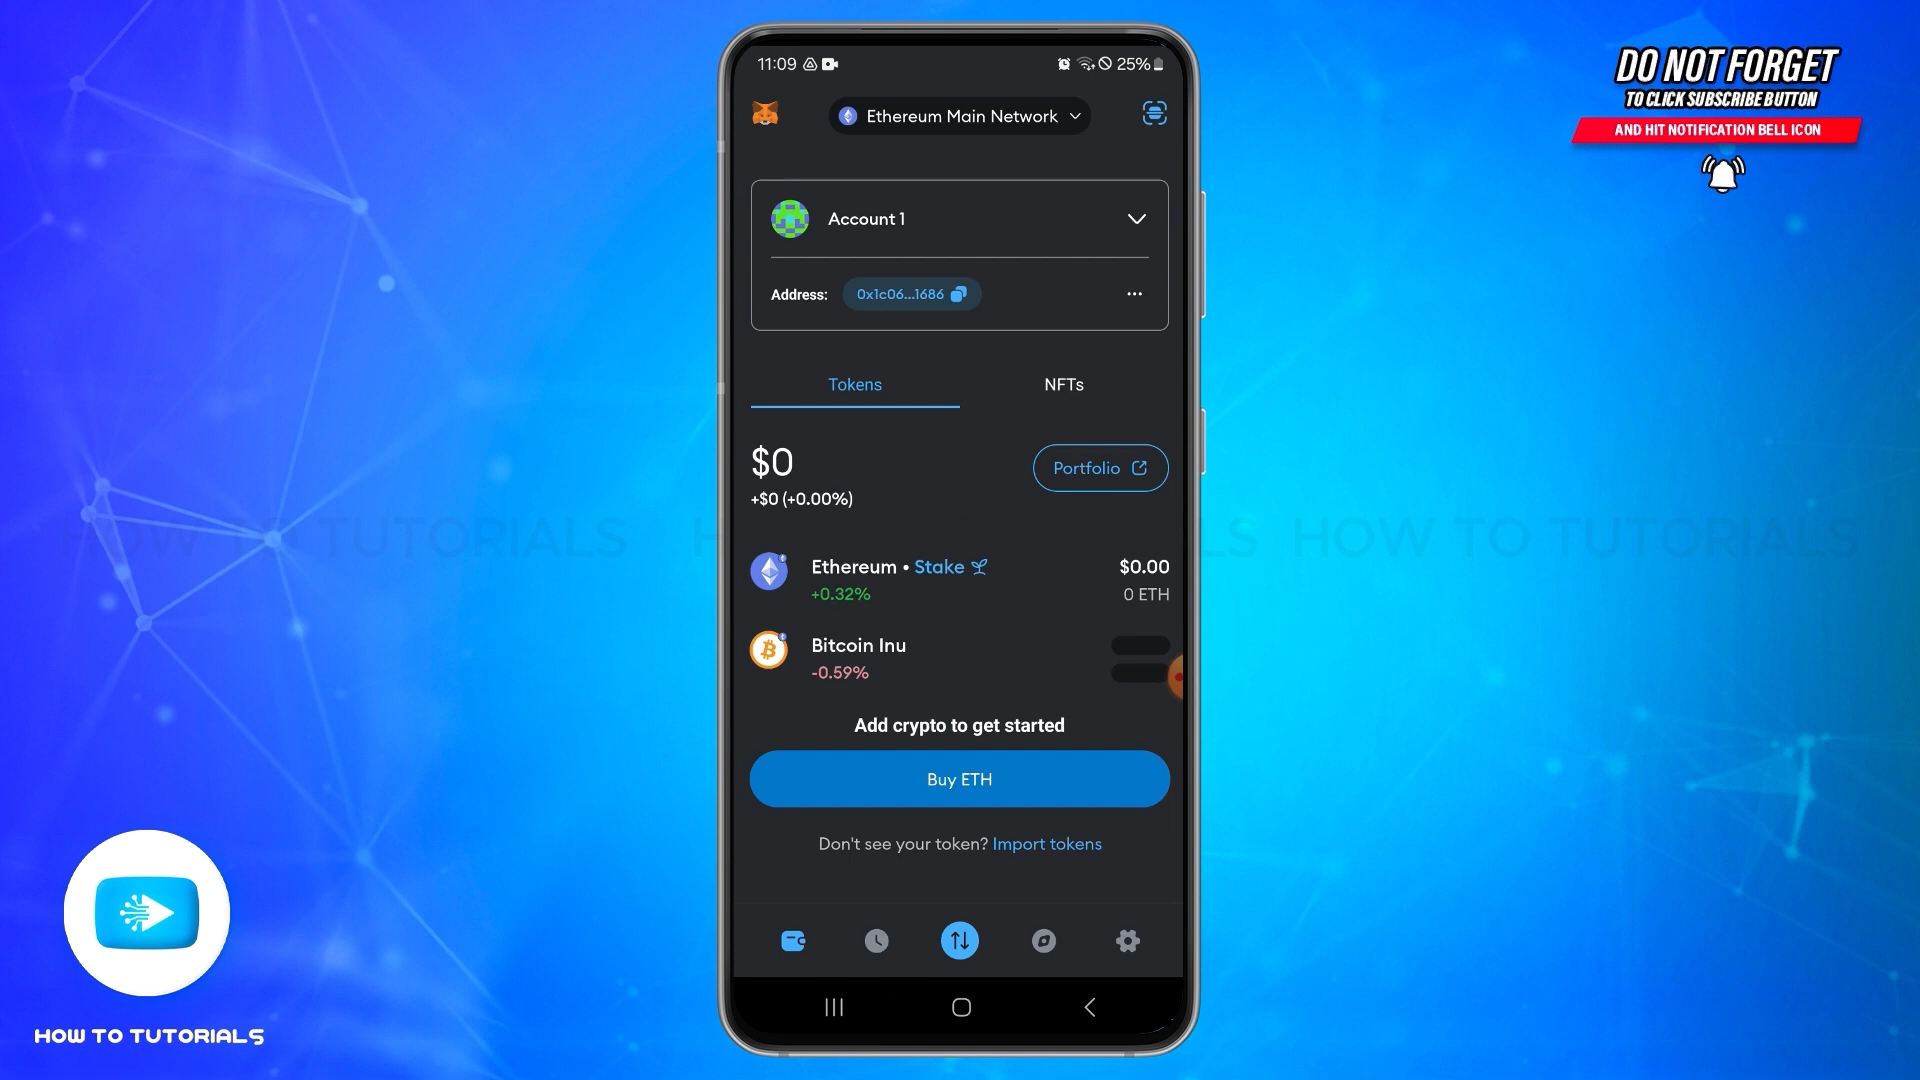 DO NOT FORGET
TO CLICK SUBSCRIBE BUTTON
AND HIT NOTIFICATION BELL ICON
11:09
25%
Ethereum Main Network
Account 1
Address: 0x1c06...1686
Tokens
NFTs
$0
+$0 (+0.00%)
Portfolio
HOW TO TUTORIALS
HOW TO TUTORIALS
Ethereum • Stake
$0.00
+0.32%
0 ETH
Bitcoin Inu
-0.59%
Add crypto to get started
Buy ETH
Don't see your token? Import tokens
HOW TO TUTORIALS